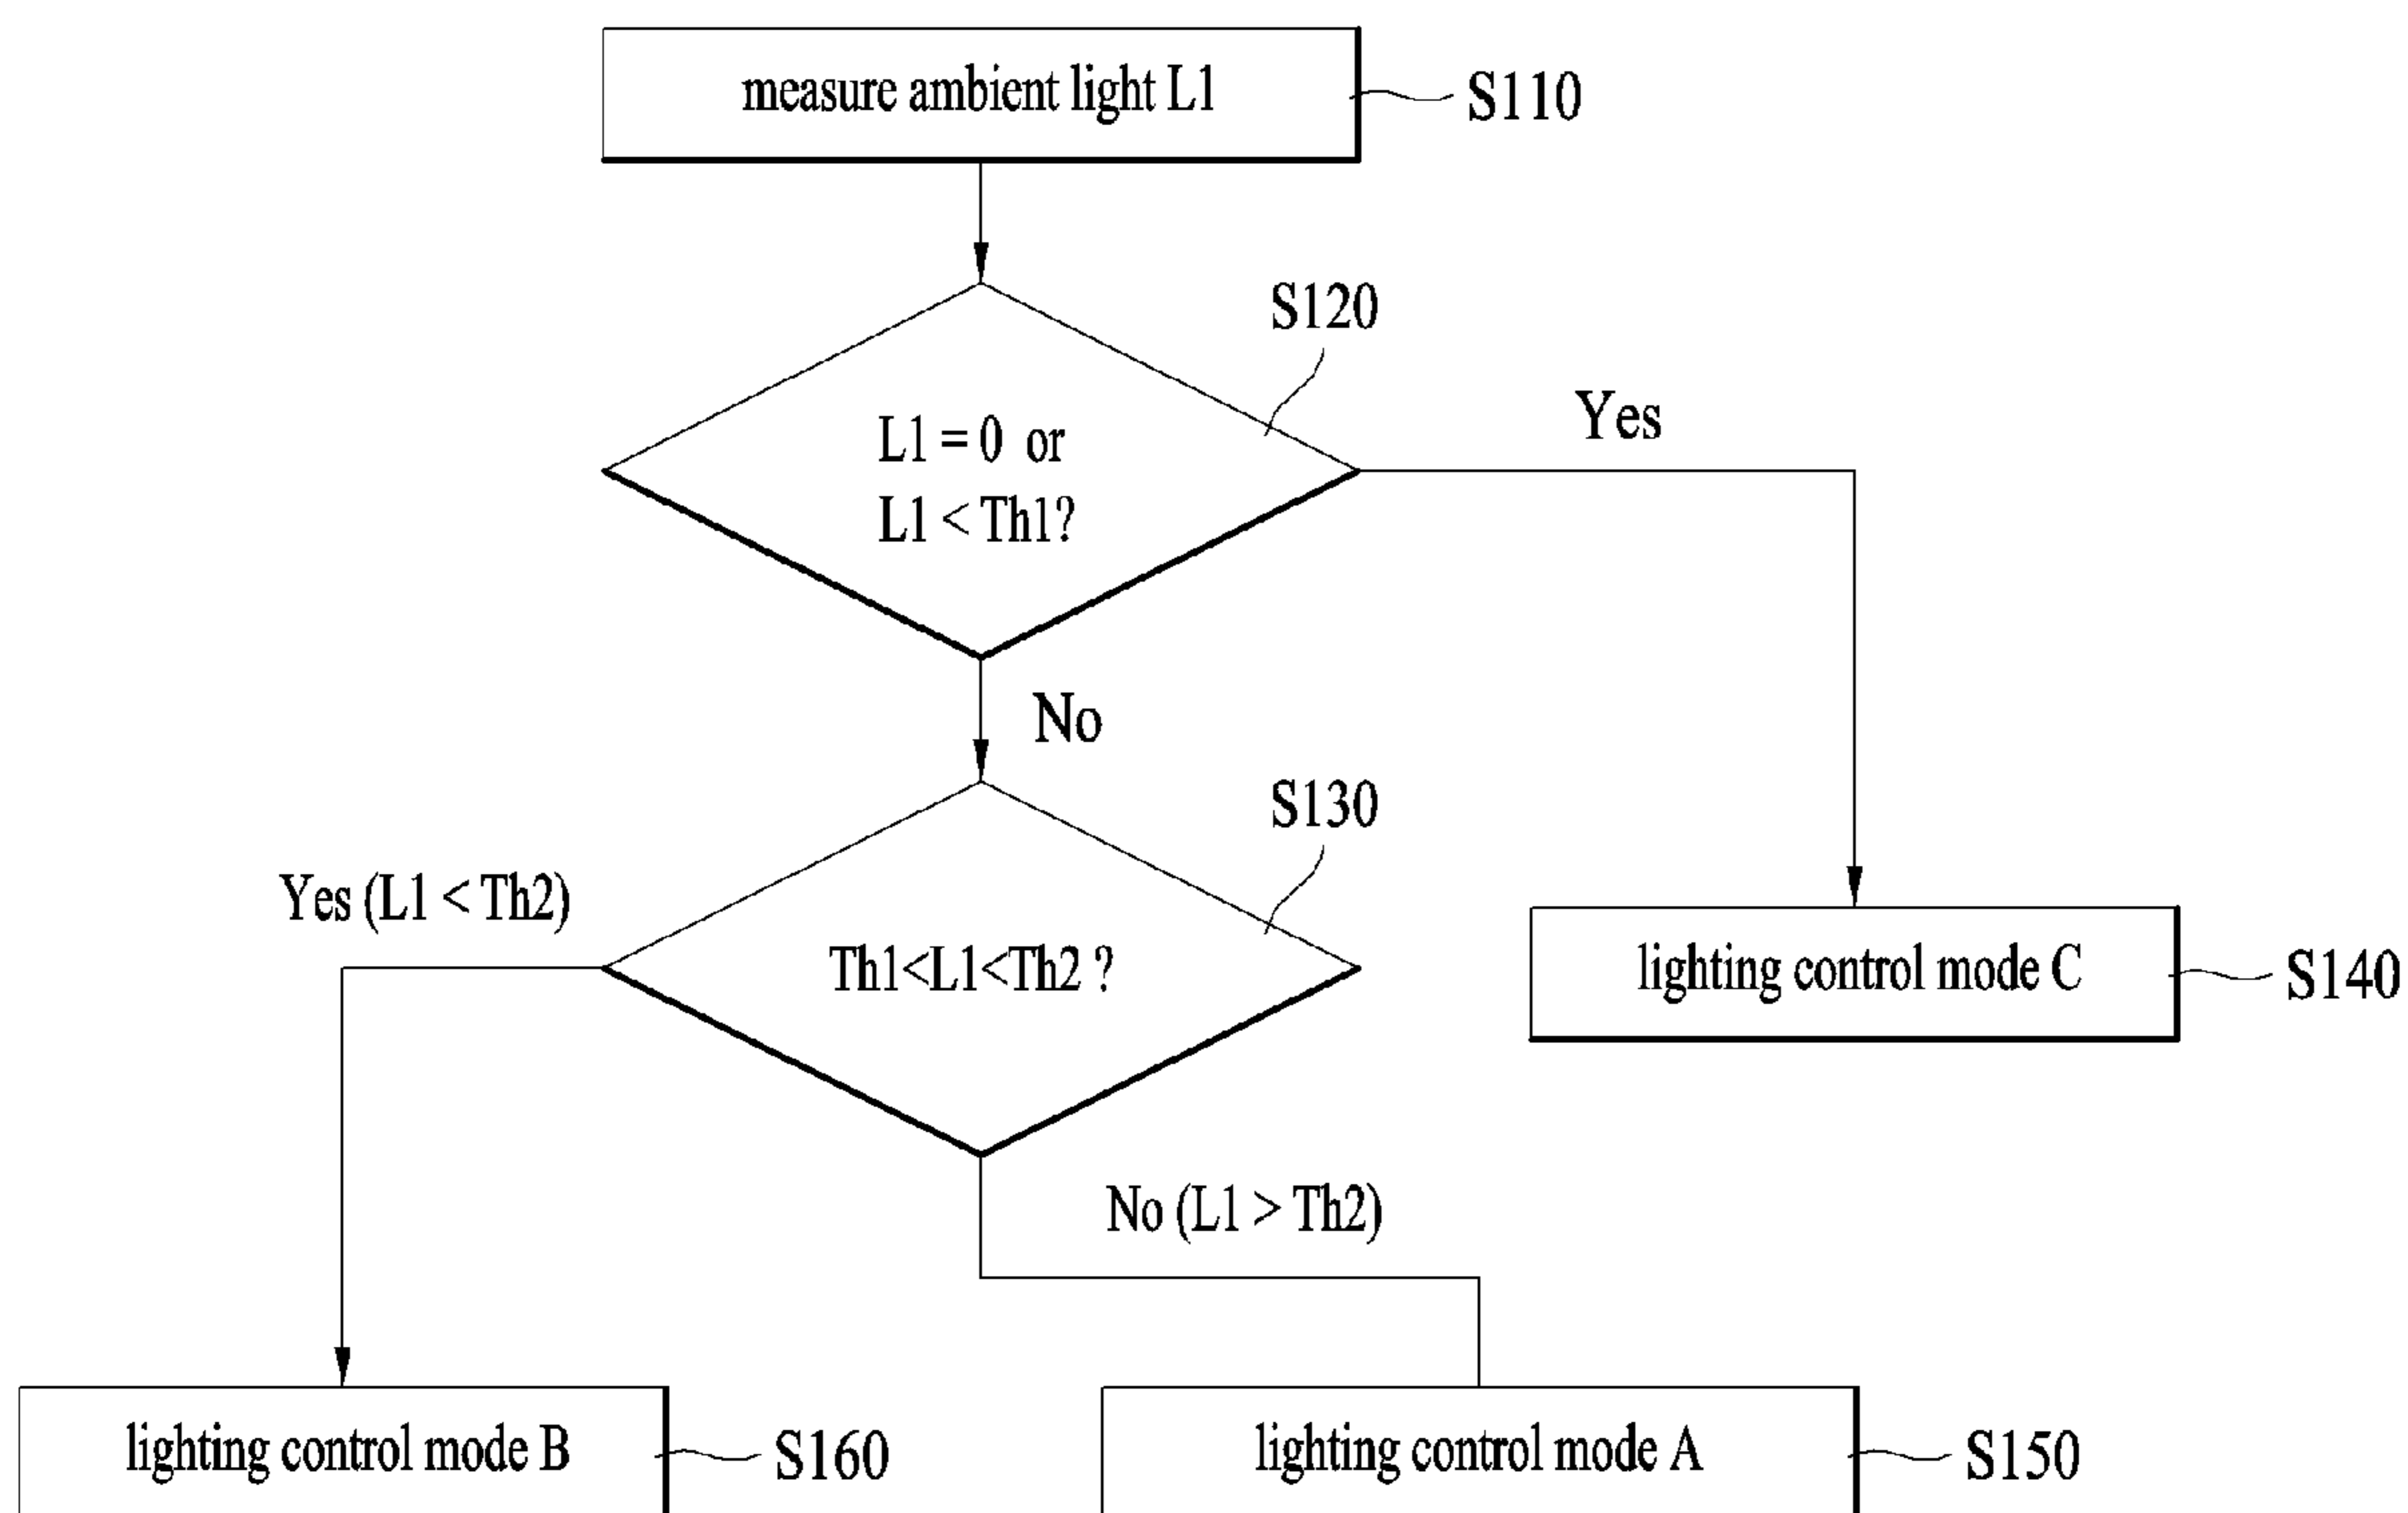 measure ambient light L1
S110
S120
L1 = 0 or
L1 < Th1?
Yes
No
S130
Yes (L1 < Th2)
Th1<L1<Th2 ?
lighting control mode C
S140
No (L1 > Th2)
lighting control mode B
S160
lighting control mode A
S150